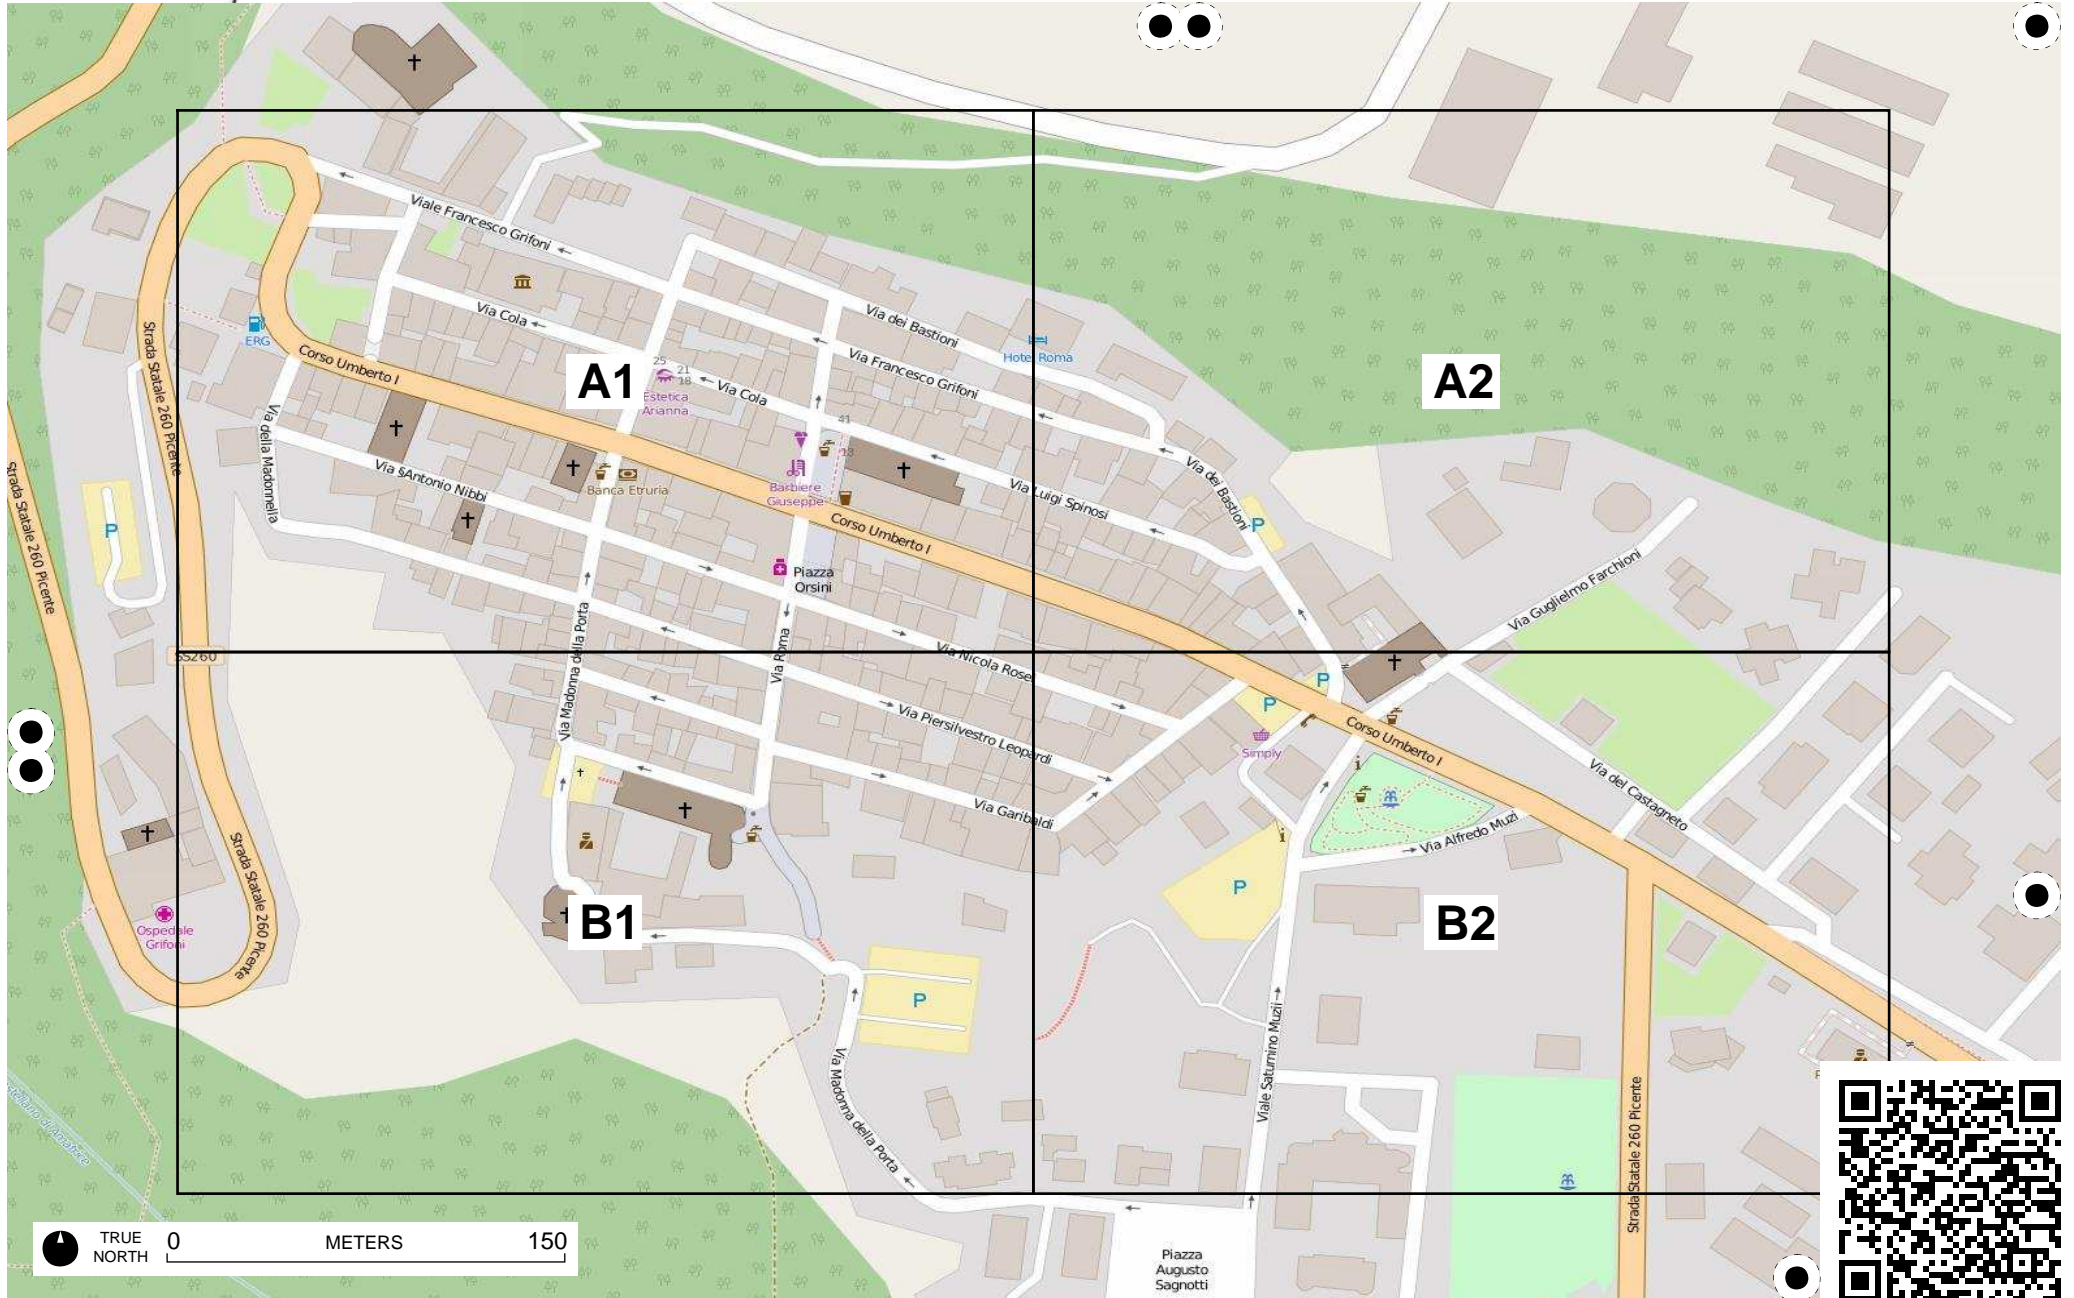 Viale Francesco Grifoni
Via Cola
Via dei Bastioni
Hotel Roma
ERG
Strada Statale 260 Picente
Corso Umberto I
25
21
18
Estetica
Arianna
A1
Via Cola
Via Francesco Grifoni
A2
Via della Madonnella
41
13
Via §Antonio Nibbi
Banca Etruria
Barbiere
Giuseppe
Via Luigi Spinosi
Via dei Bastioni
P
P
Strada Statale 260 Picente
Corso Umberto I
Piazza
Orsini
Via Guglielmo Farchioni
Via Madonna della Porta
Via Roma
SS260
Via Nicola Rosei
P
P
Via Piersilvestro Leopardi
Corso Umberto I
Simply
Via del Castagneto
Via Garibaldi
Via Alfredo Muzi
P
Strada Statale 260 Picente
Ospedale
Grifoni
B1
B2
P
Viale Saturnino Muzii
Via Madonna della Porta
Strada Statale 260 Picente
TRUE
NORTH
0 METERS 150
Piazza
Augusto
Sagnotti